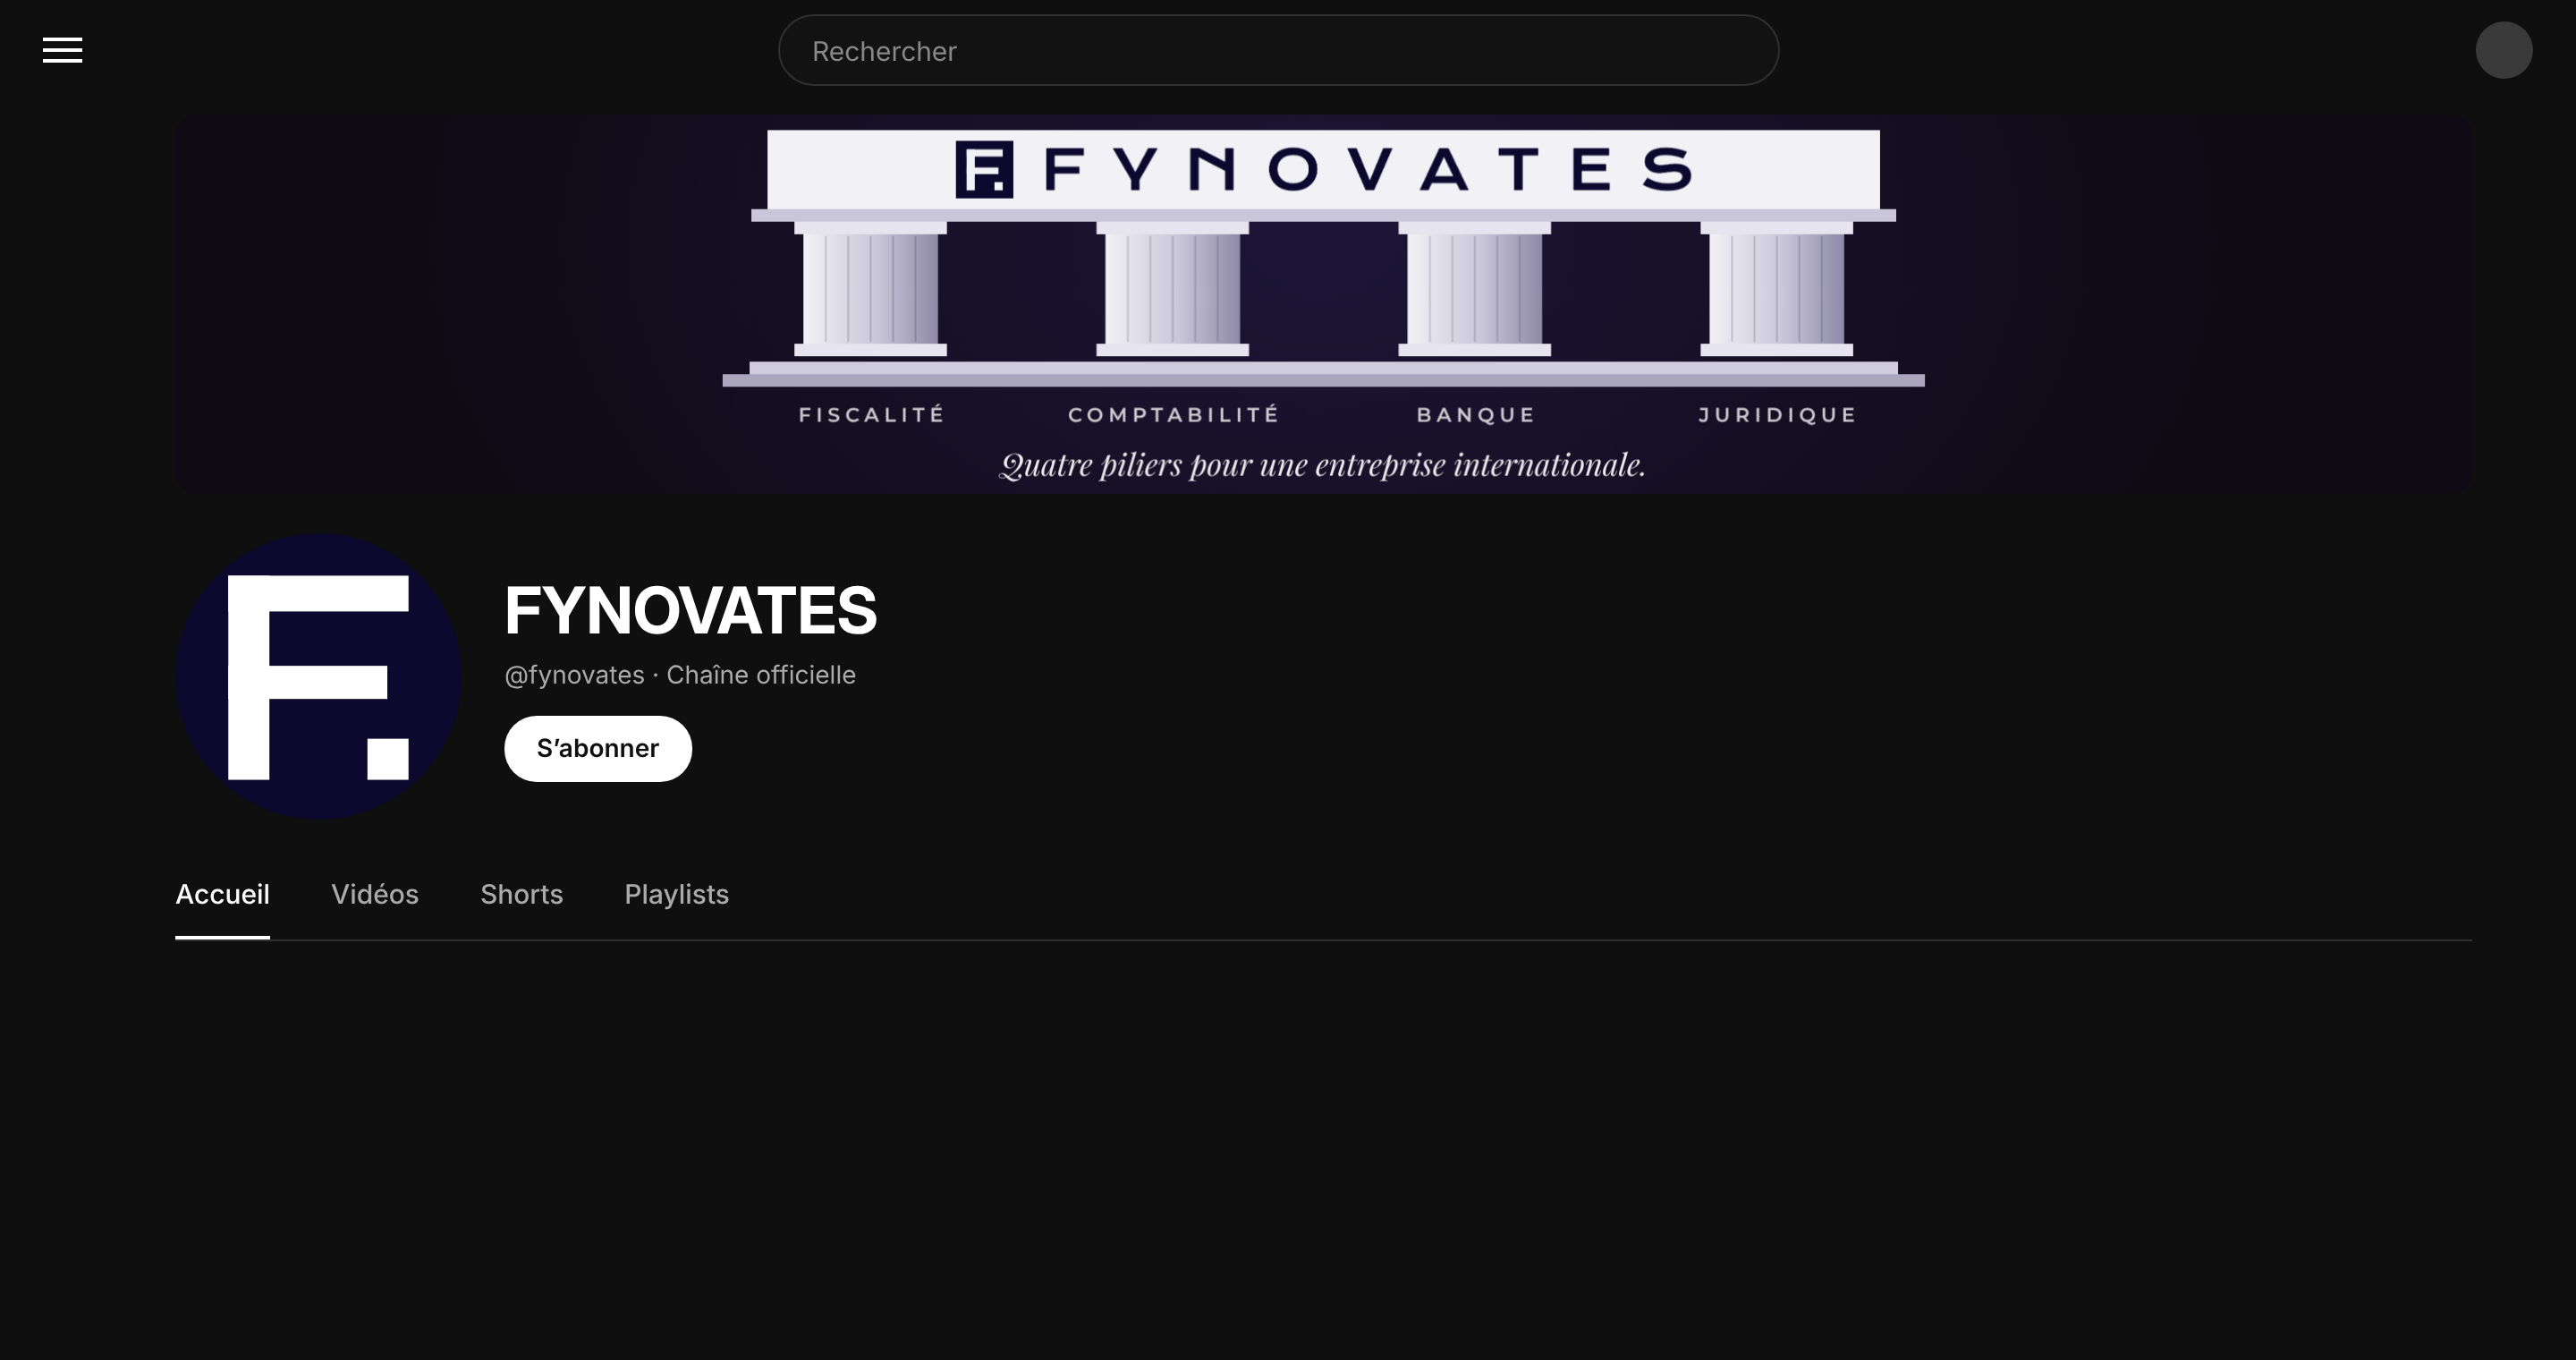 Rechercher
F. FYNOVATES
FISCALITÉ COMPTABILITÉ BANQUE JURIDIQUE
Quatre piliers pour une entreprise internationale.
F.
FYNOVATES
@fynovates · Chaîne officielle
S’abonner
Accueil Vidéos Shorts Playlists